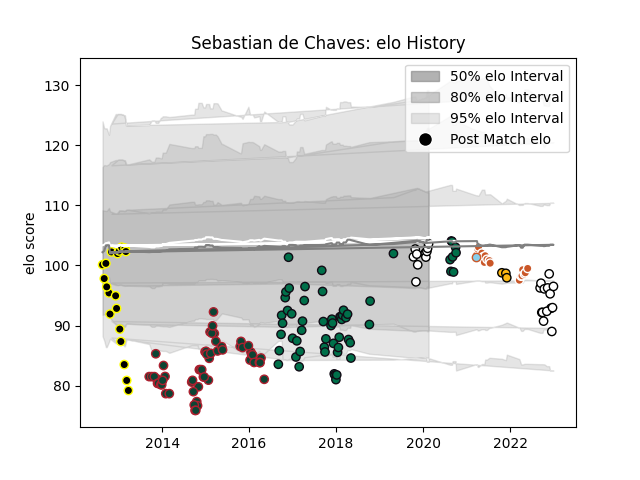 Sebastian de Chaves: elo History
50% elo Interval
80% elo Interval
95% elo Interval
Post Match elo
elo score
130
120
110
100
90
80
2014
2016
2018
2020
2022